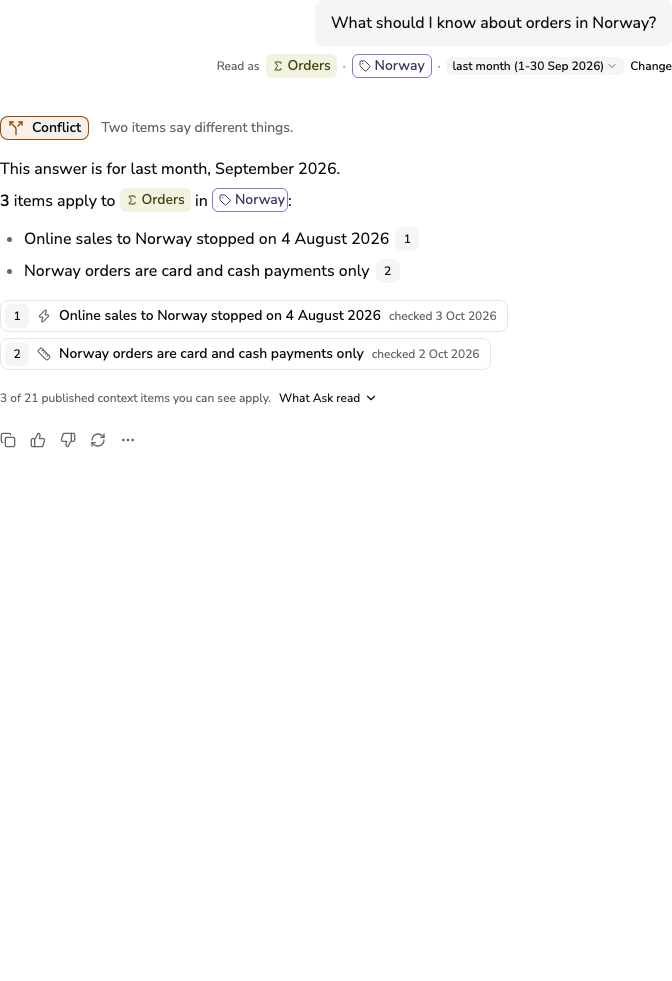 What should I know about orders in Norway?
Read as Σ Orders · Norway · last month (1-30 Sep 2026) Change
Conflict Two items say different things.
This answer is for last month, September 2026.
3 items apply to Σ Orders in Norway:
• Online sales to Norway stopped on 4 August 2026 1
• Norway orders are card and cash payments only 2
1 Online sales to Norway stopped on 4 August 2026 checked 3 Oct 2026
2 Norway orders are card and cash payments only checked 2 Oct 2026
3 of 21 published context items you can see apply. What Ask read